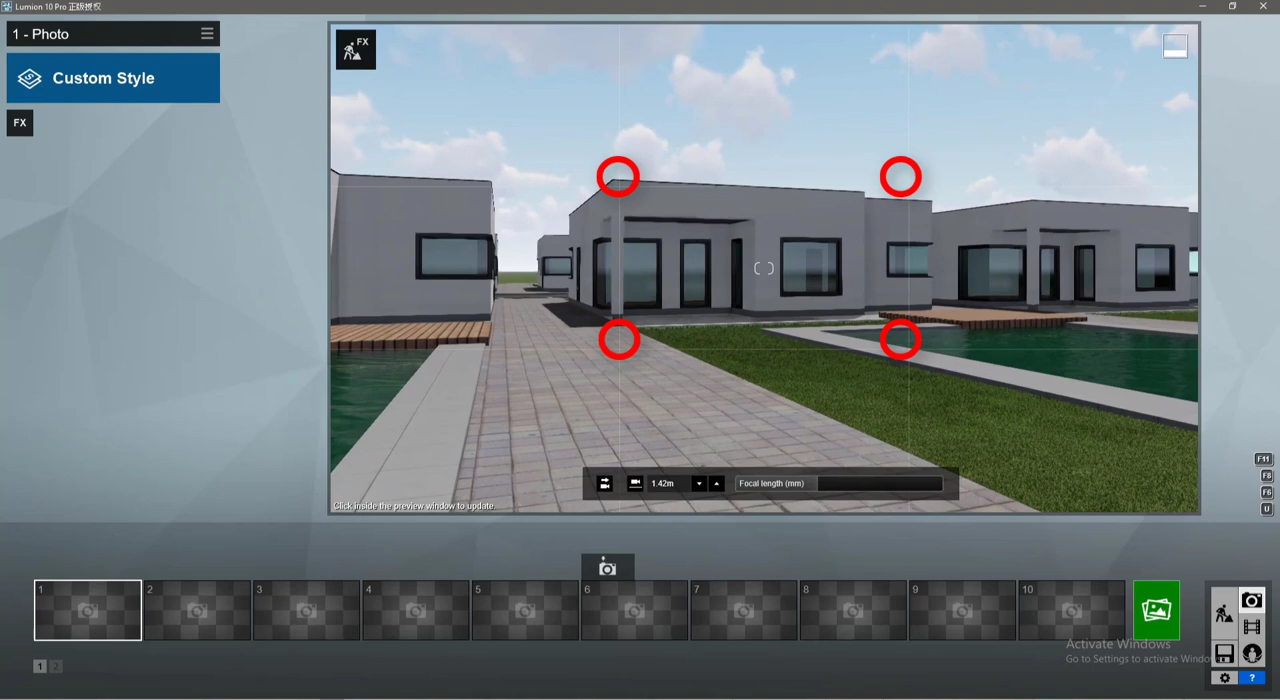 Lumion 10 Pro 正版授权
1 - Photo
Custom Style
FX
FX
1.42m
Focal length (mm)
Click inside the preview window to update.
F11
F8
F6
U
1
2
3
4
5
6
7
8
9
10
Activate Windows
Go to Settings to activate Windo
1
2
?